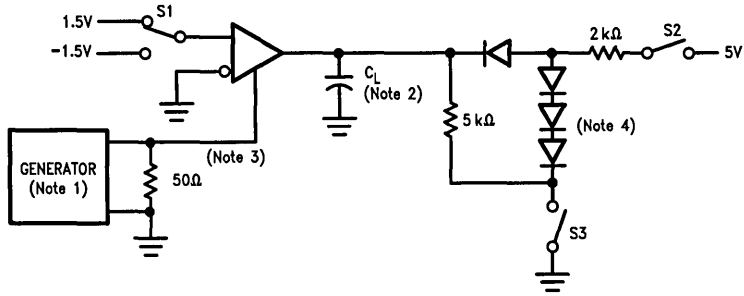 S1
1.5V
-1.5V
2 kΩ
S2
5V
CL
(Note 2)
5 kΩ
(Note 4)
(Note 3)
GENERATOR
(Note 1)
50Ω
S3